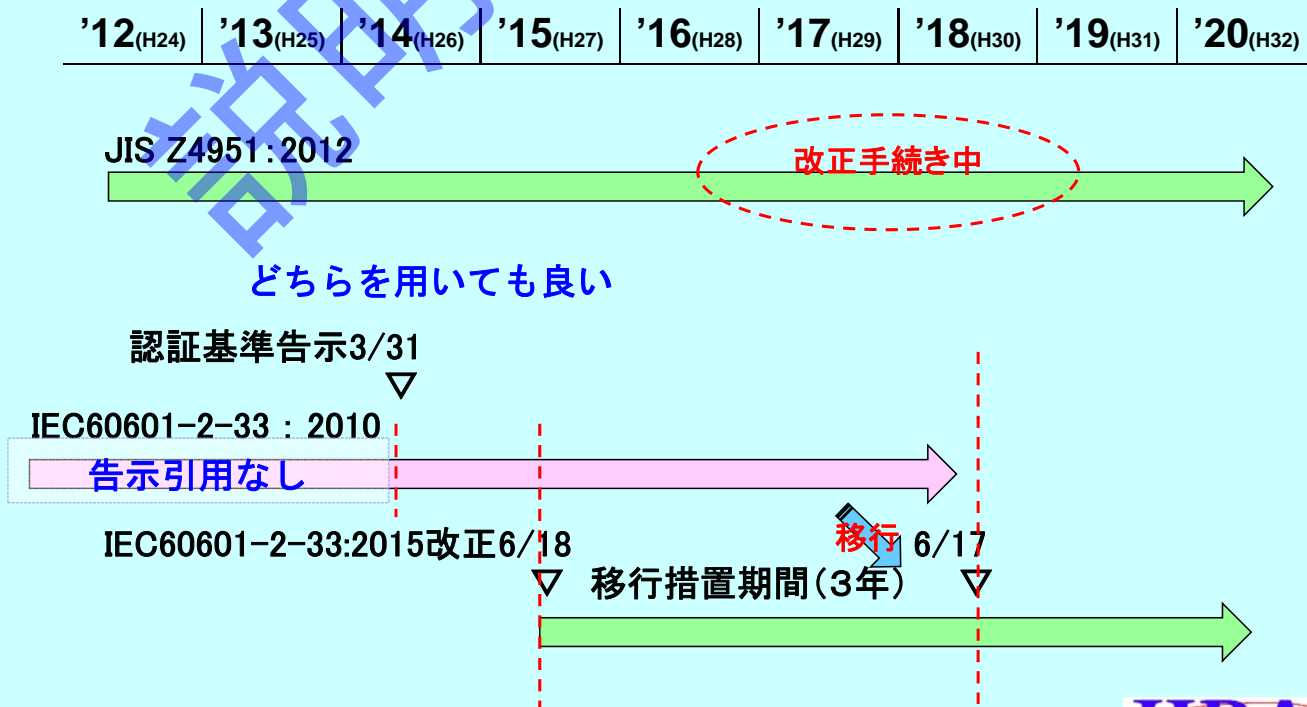 ’12(H24) ’13(H25) ’14(H26) ’15(H27) ’16(H28) ’17(H29) ’18(H30) ’19(H31) ’20(H32)
説明
JIS Z4951:2012
改正手続き中
どちらを用いても良い
認証基準告示3/31
▽
IEC60601-2-33 : 2010
告示引用なし
IEC60601-2-33:2015改正6/18
移行 6/17
▽ 移行措置期間(3年) ▽